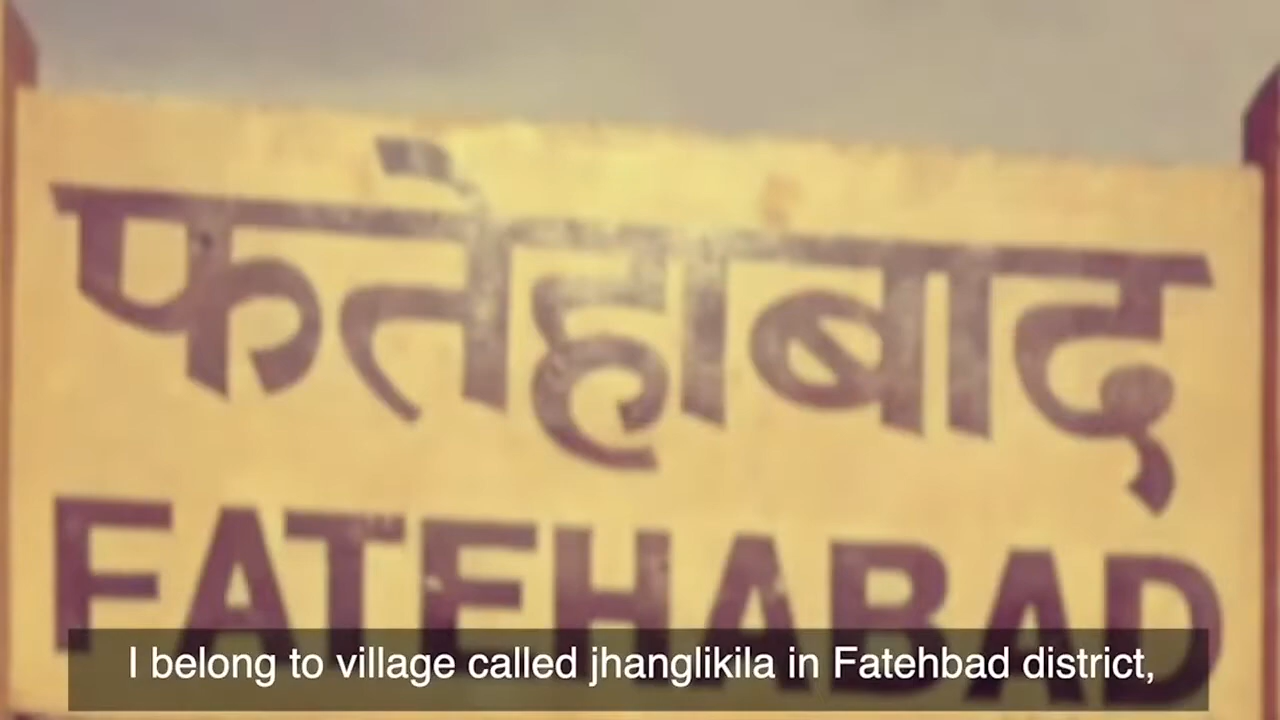 फतेहाबाद
FATEHABAD
I belong to village called jhanglikila in Fatehbad district,